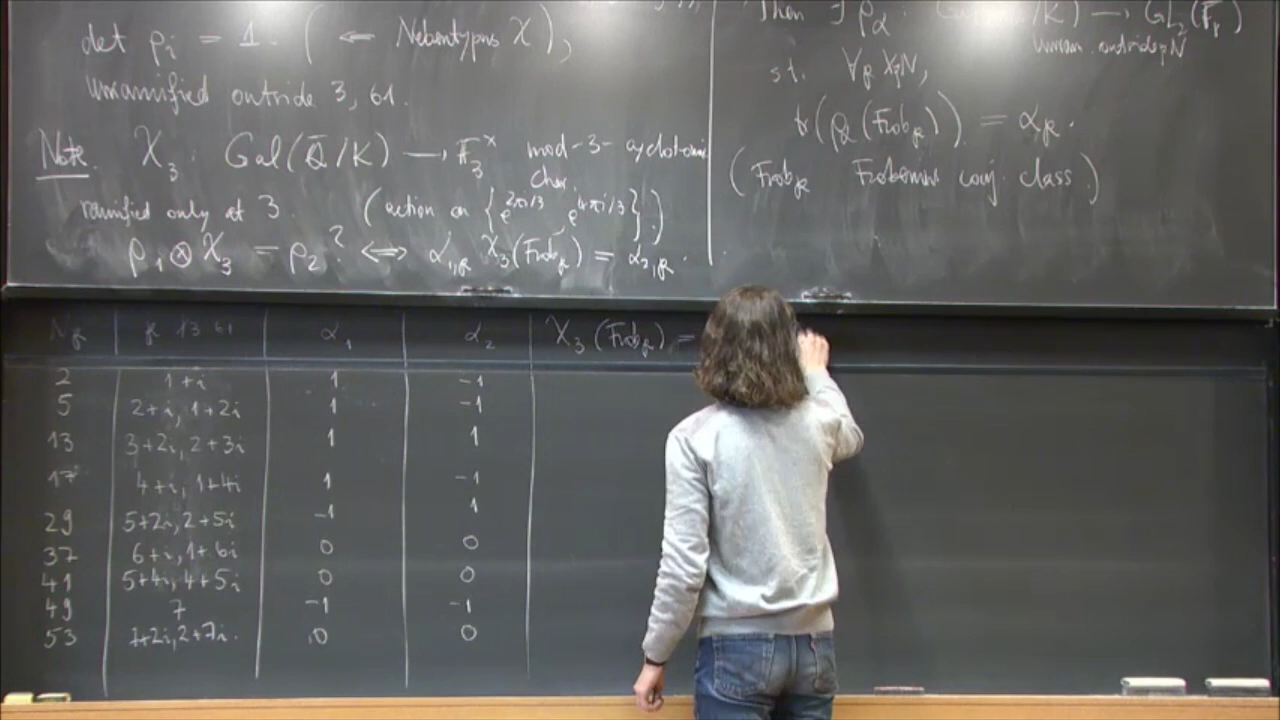 det ρ_i = 1. ( ⇐ Nebentypus χ ),
unramified outside 3, 61.
Note. χ_3 : Gal(Q̄/K) → F_3^× mod-3-cyclotomic
char
ramified only at 3. (action on {e^{2πi/3}, e^{4πi/3}}.)
ρ_1 ⊗ χ_3 = ρ_2 ? ⟺ α_{1,p} χ_3(Frob_p) = α_{2,p}.
Then ∃ ρ_α : /K) → GL_2(F̄_p)
unram. outside pN
st. ∀ p ∤ pN,
tr(ρ_α(Frob_p)) = α_p.
(Frob_p Frobenius conj. class)
Np | p ∤ 3·61 | α_1 | α_2 | χ_3(Frob_p) =
2 | 1+i | 1 | -1
5 | 2+i, 1+2i | 1 | -1
13 | 3+2i, 2+3i | 1 | 1
17 | 4+i, 1+4i | 1 | -1
29 | 5+2i, 2+5i | -1 | 1
37 | 6+i, 1+6i | 0 | 0
41 | 5+4i, 4+5i | 0 | 0
49 | 7 | -1 | -1
53 | 7+2i, 2+7i. | 0 | 0